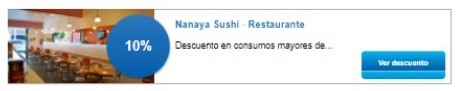 Nanaya Sushi - Restaurante
10%
Descuento en consumos mayores de...
Ver descuento